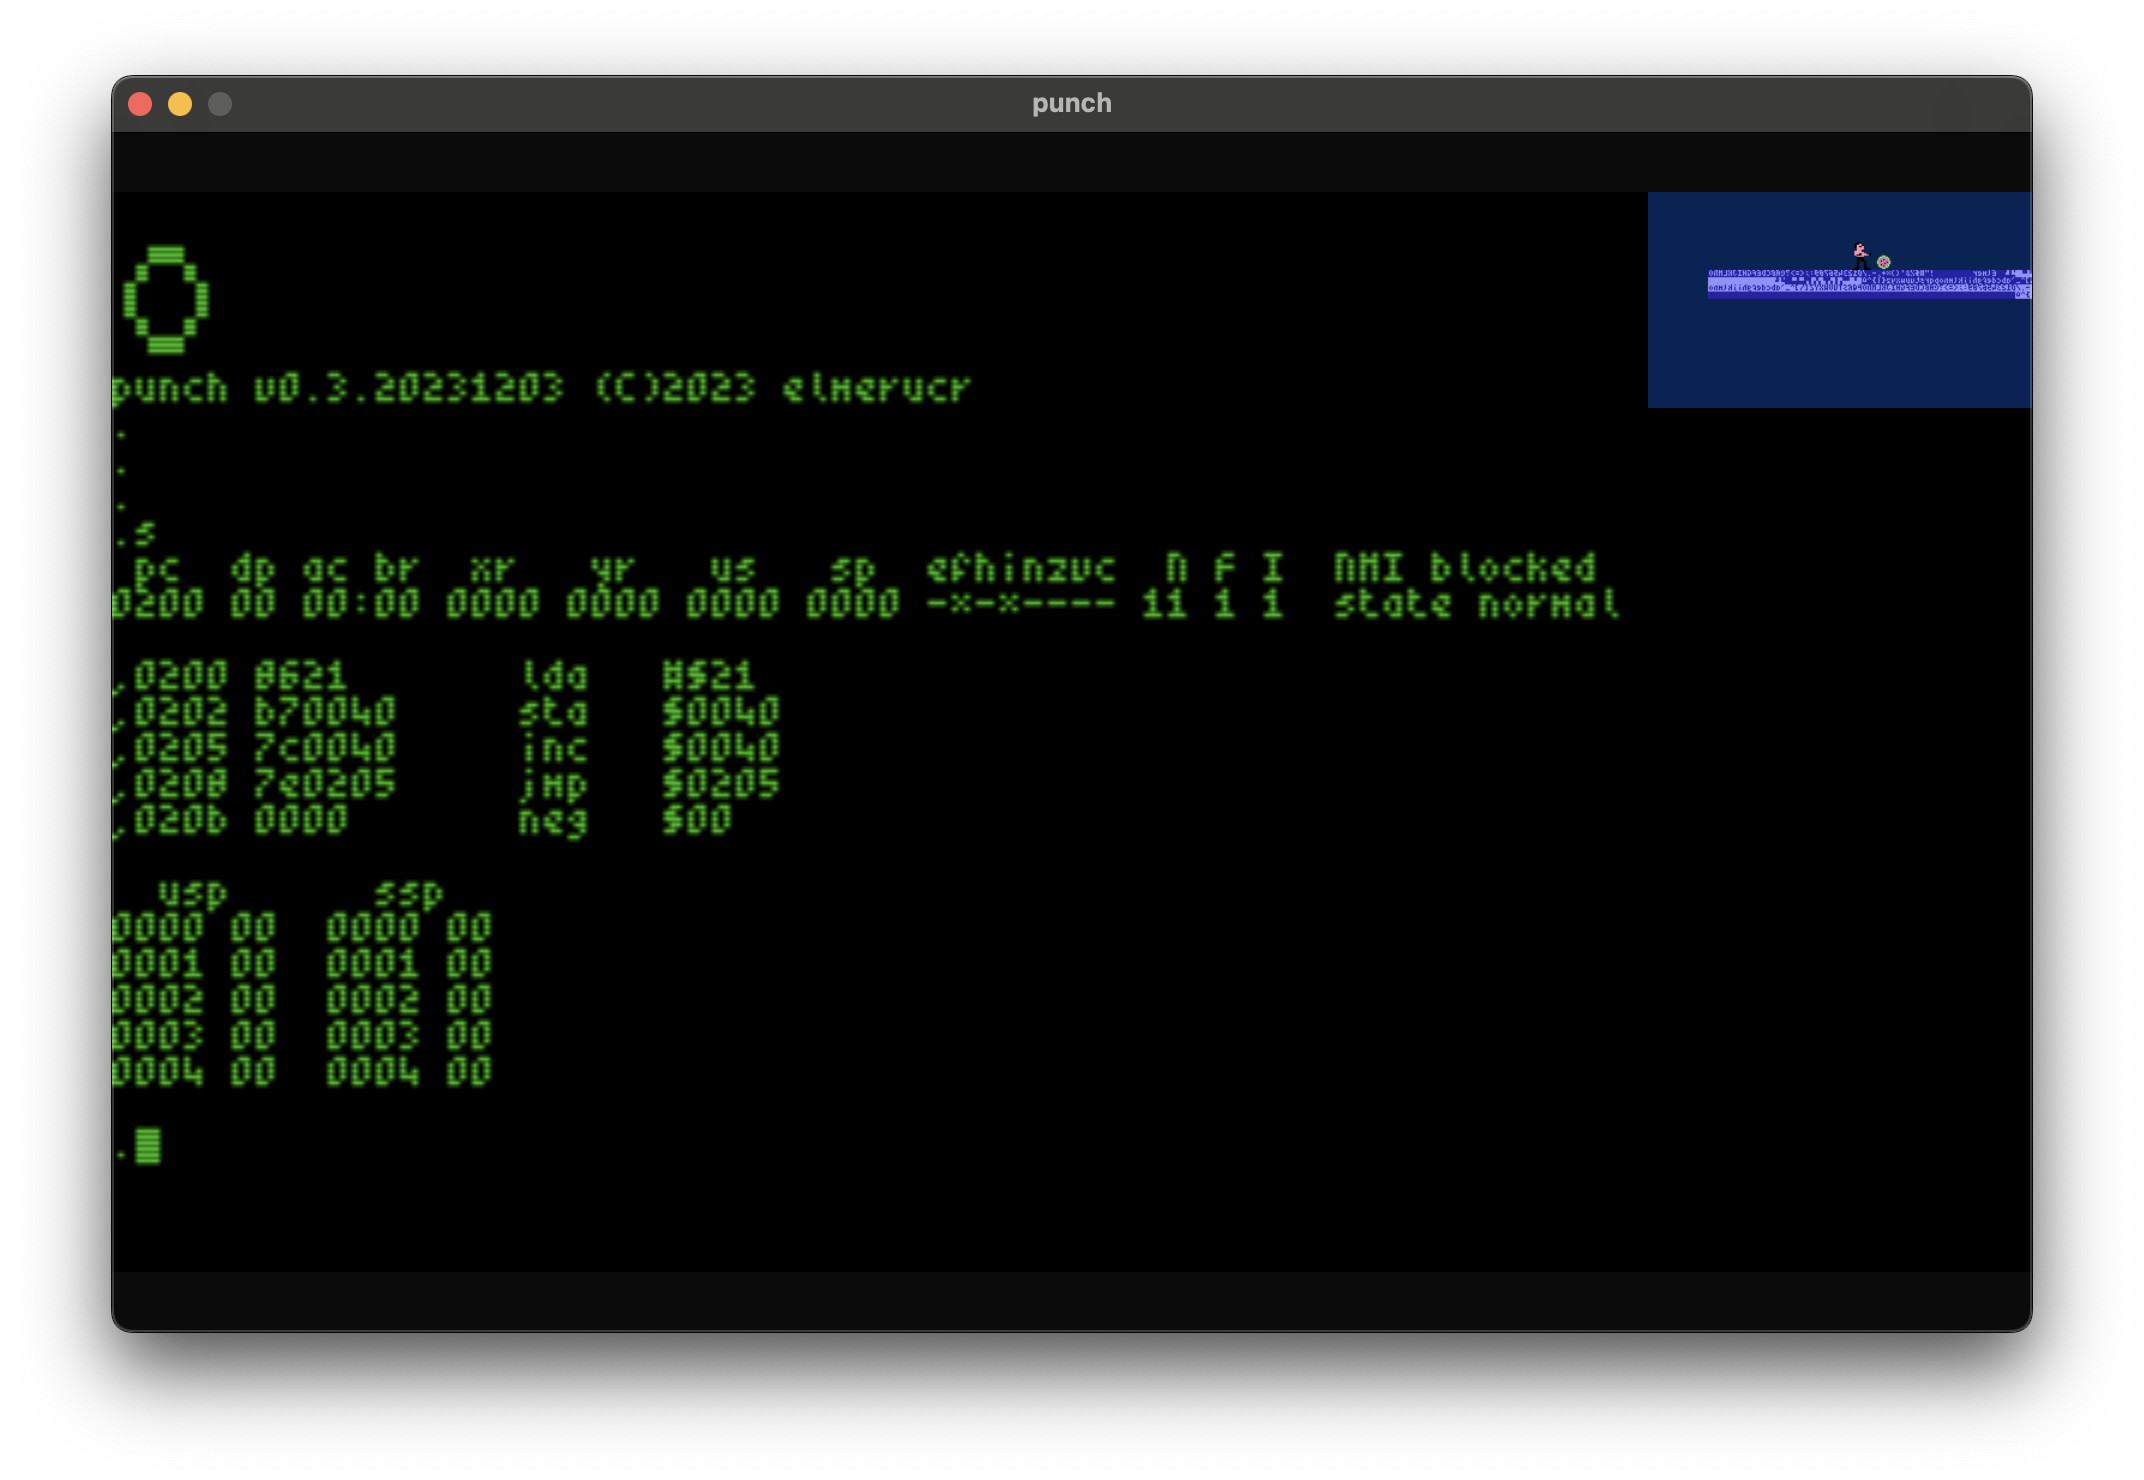 punch
punch v0.3.20231203 (C)2023 elmerucr
.
.
.
.s
pc dp ac br xr yr us sp efhinzvc N F I NMI blocked
0200 00 00:00 0000 0000 0000 0000 -x-x---- 11 1 1 state normal
,0200 8621 lda #$21
,0202 b70040 sta $0040
,0205 7c0040 inc $0040
,0208 7e0205 jmp $0205
,020b 0000 neg $00
usp ssp
0000 00 0000 00
0001 00 0001 00
0002 00 0002 00
0003 00 0003 00
0004 00 0004 00
.